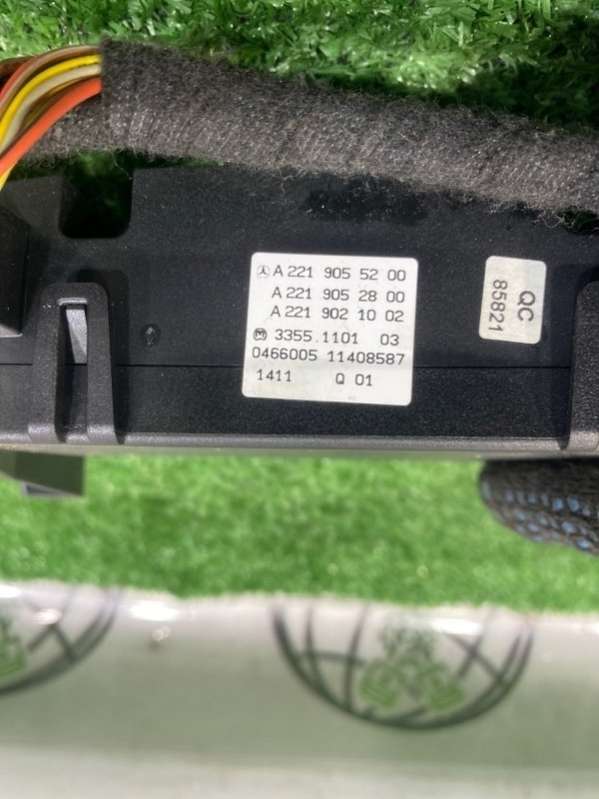 A 221 905 52 00
A 221 905 28 00
A 221 902 10 02
3355.1101 03
0466005 11408587
1411 Q 01
QC
85821